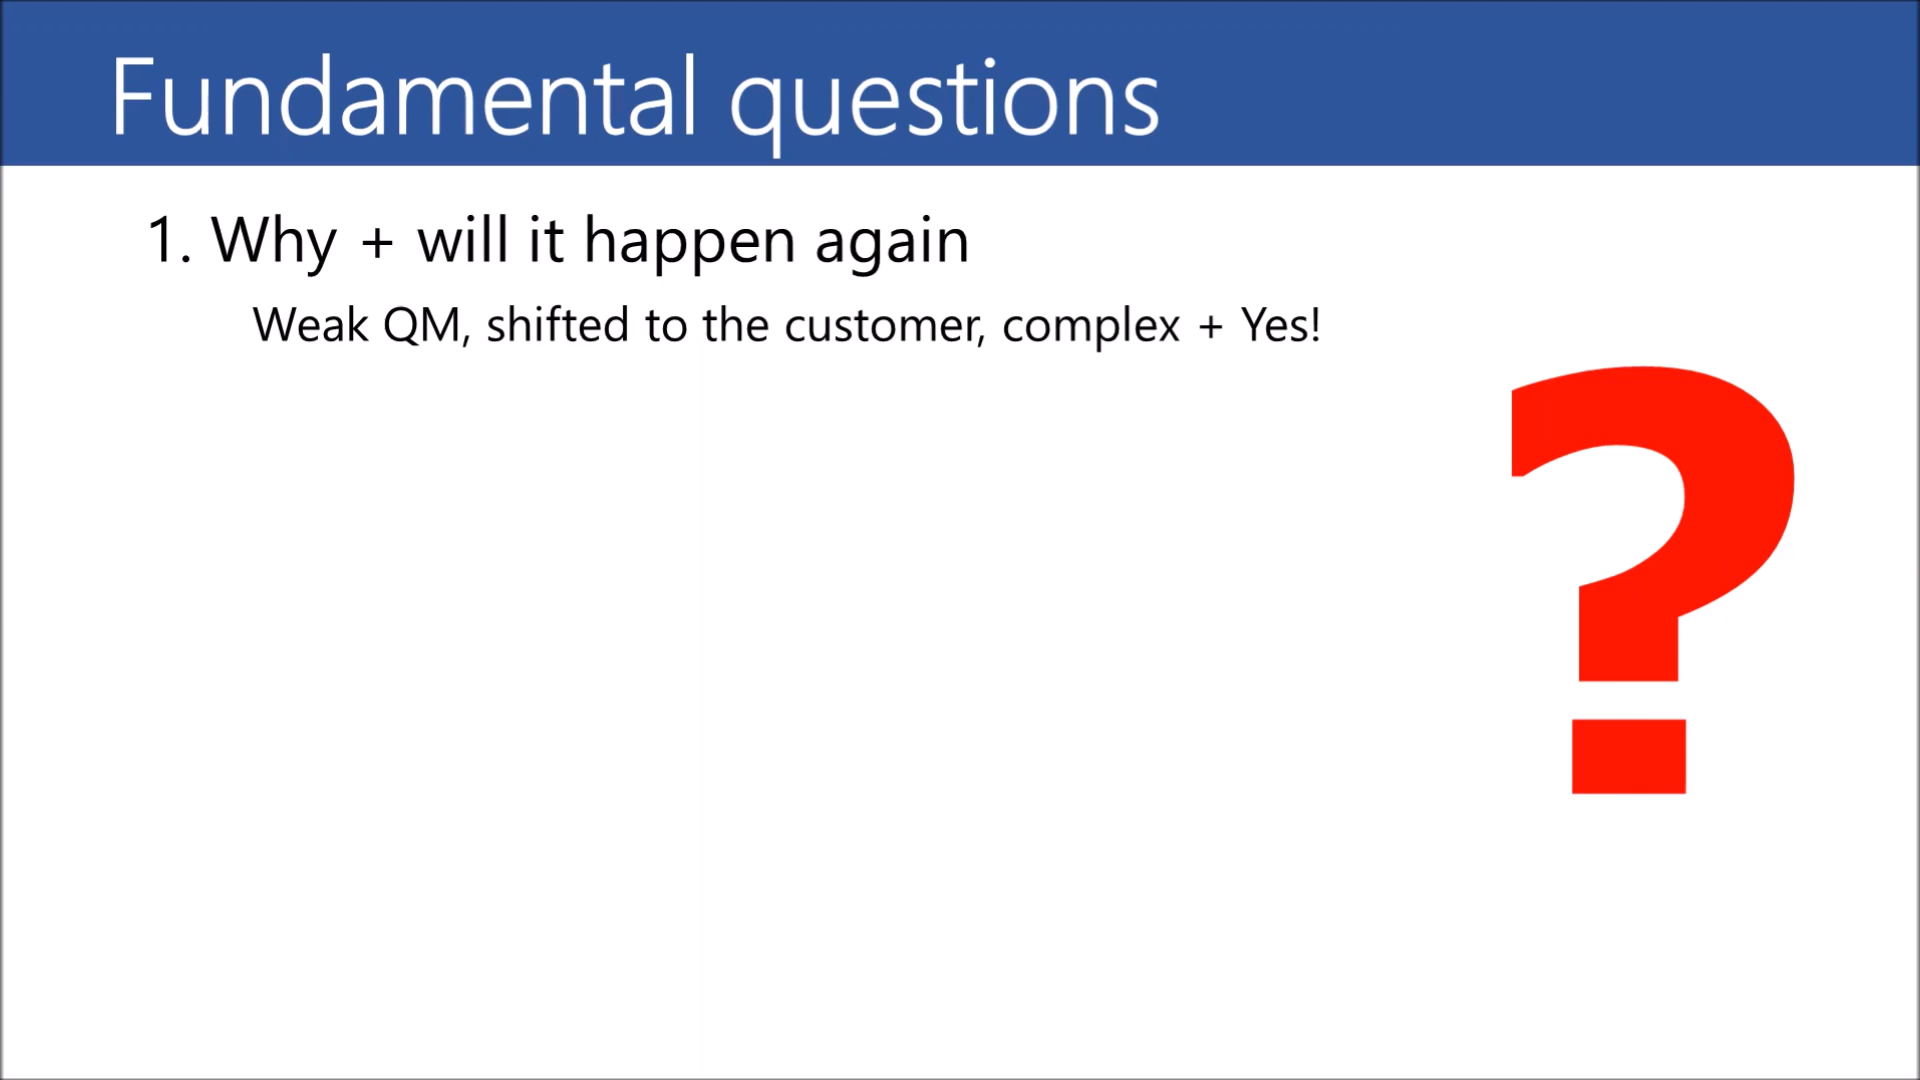 Fundamental questions
1. Why + will it happen again
Weak QM, shifted to the customer, complex + Yes!
?